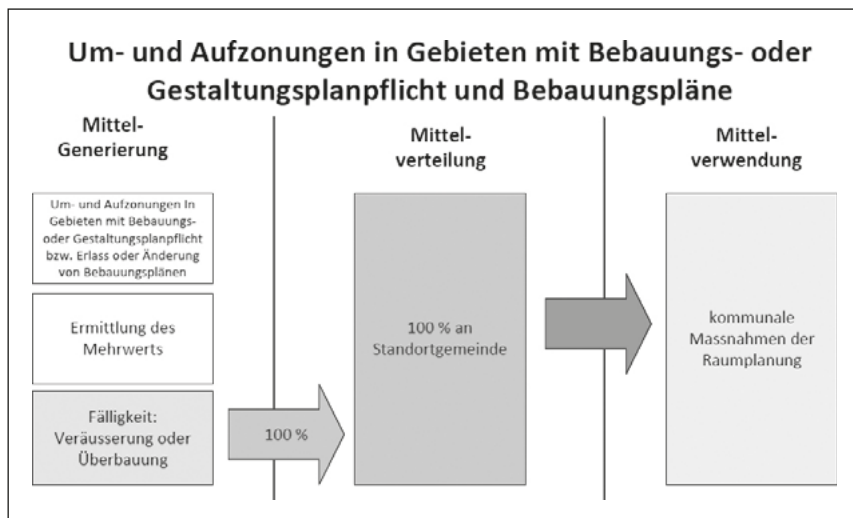 Um- und Aufzonungen in Gebieten mit Bebauungs- oder
Gestaltungsplanpflicht und Bebauungspläne
Mittel-
Generierung
Um- und Aufzonungen In
Gebieten mit Bebauungs-
oder Gestaltungsplanpflicht
bzw. Erlass oder Änderung
von Bebauungsplänen
Ermittlung des
Mehrwerts
Fälligkeit:
Veräusserung oder
Überbauung
100 %
Mittel-
verteilung
100 % an
Standortgemeinde
Mittel-
verwendung
kommunale
Massnahmen der
Raumplanung